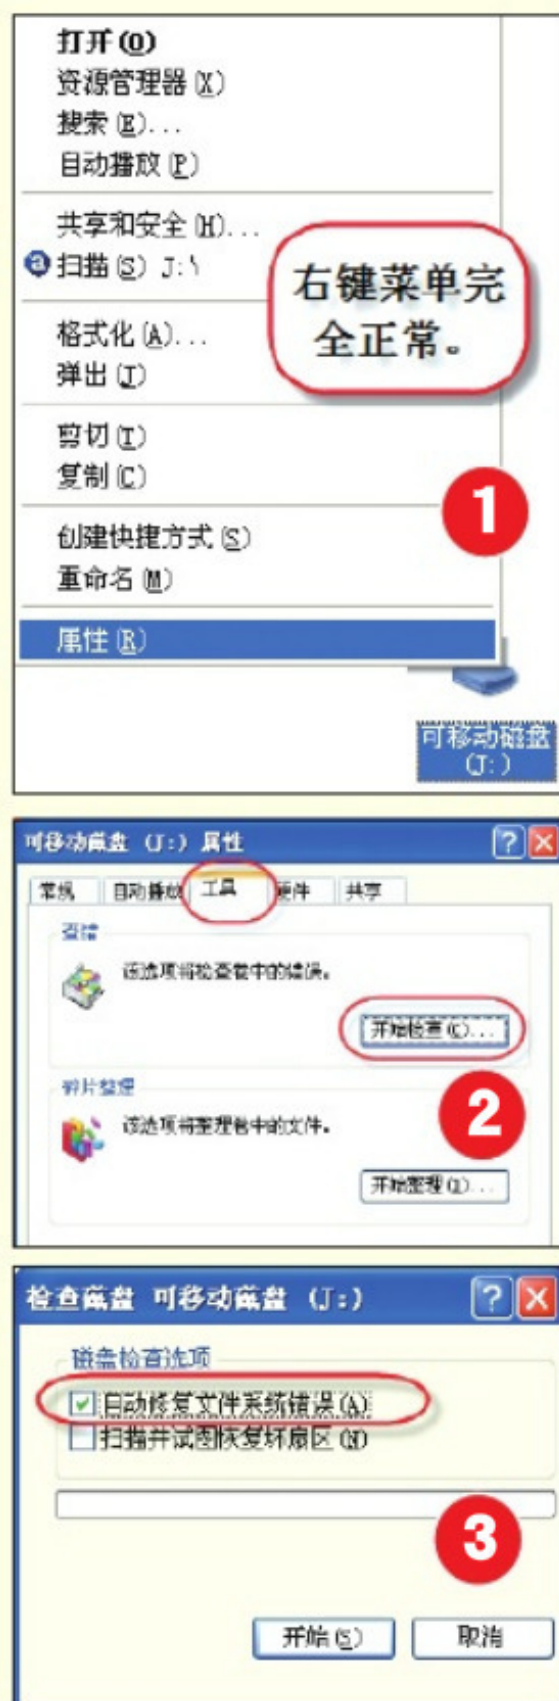 打开(O)
资源管理器(X)
搜索(E)...
自动播放(P)
共享和安全(H)...
扫描(S) J:\
格式化(A)...
弹出(J)
剪切(T)
复制(C)
创建快捷方式(S)
重命名(M)
属性(R)
右键菜单完
全正常。
1
可移动磁盘
(J:)
可移动磁盘 (J:) 属性
常规 自动播放 工具 硬件 共享
查错
该选项将检查卷中的错误。
开始检查(C)...
碎片整理
2
该选项将整理卷中的文件。
开始整理(D)...
检查磁盘 可移动磁盘 (J:)
磁盘检查选项
自动修复文件系统错误(A)
扫描并试图恢复坏扇区(N)
3
开始(S) 取消